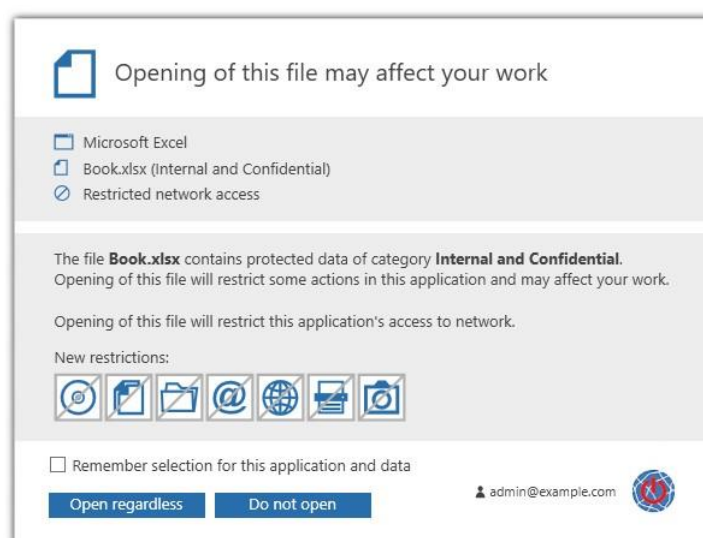 Opening of this file may affect your work
Microsoft Excel
Book.xlsx (Internal and Confidential)
Restricted network access
The file Book.xlsx contains protected data of category Internal and Confidential.
Opening of this file will restrict some actions in this application and may affect your work.
Opening of this file will restrict this application's access to network.
New restrictions:
@
Remember selection for this application and data
Open regardless
Do not open
admin@example.com